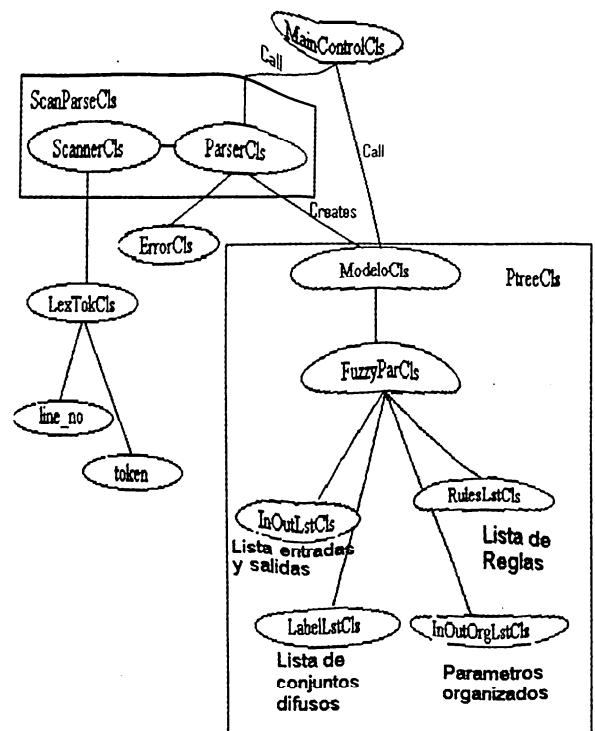 MainControlCls
Call
ScanParseCls
ScannerCls
ParserCls
Call
Creates
ErrorCls
ModeloCls
PtreeCls
LexTokCls
FuzzyParCls
line_no
token
RulesLstCls
InOutLstCls
Lista entradas
y salidas
Lista de
Reglas
LabelLstCls
InOutOrgLstCls
Lista de
conjuntos
difusos
Parametros
organizados